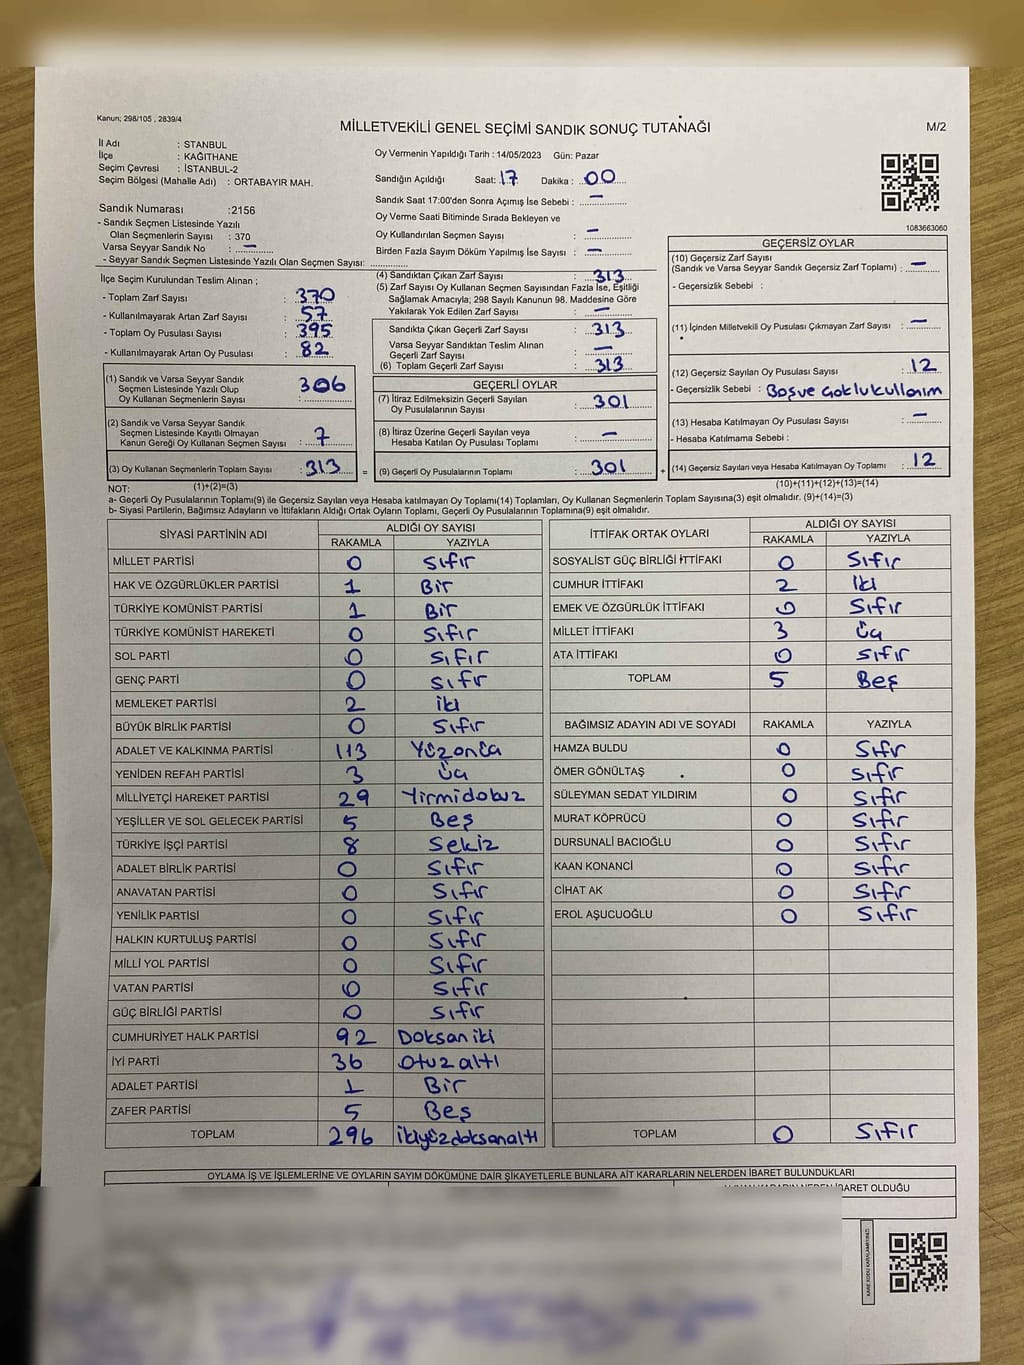 Kanun; 298/105 , 2839/4
MİLLETVEKİLİ GENEL SEÇİMİ SANDIK SONUÇ TUTANAĞI
M/2
İl Adı : STANBUL
İlçe : KAĞITHANE
Seçim Çevresi : İSTANBUL-2
Seçim Bölgesi (Mahalle Adı) : ORTABAYIR MAH.
Oy Vermenin Yapıldığı Tarih : 14/05/2023 Gün: Pazar
Sandığın Açıldığı Saat: 17 Dakika : 00
Sandık Saat 17:00'den Sonra Açımış İse Sebebi : –
Oy Verme Saati Bitiminde Sırada Bekleyen ve
Oy Kullandırılan Seçmen Sayısı : –
Birden Fazla Sayım Döküm Yapılmış İse Sayısı : –
1083663060
Sandık Numarası :2156
- Sandık Seçmen Listesinde Yazılı
Olan Seçmenlerin Sayısı : 370
Varsa Seyyar Sandık No : –
- Seyyar Sandık Seçmen Listesinde Yazılı Olan Seçmen Sayısı:
İlçe Seçim Kurulundan Teslim Alınan ;
- Toplam Zarf Sayısı : 370
- Kullanılmayarak Artan Zarf Sayısı : 57
- Toplam Oy Pusulası Sayısı : 395
- Kullanılmayarak Artan Oy Pusulası : 82
(4) Sandıktan Çıkan Zarf Sayısı : 313
(5) Zarf Sayısı Oy Kullanan Seçmen Sayısından Fazla İse, Eşitliği
Sağlamak Amacıyla; 298 Sayılı Kanunun 98. Maddesine Göre
Yakılarak Yok Edilen Zarf Sayısı : –
Sandıkta Çıkan Geçerli Zarf Sayısı : 313
Varsa Seyyar Sandıktan Teslim Alınan
Geçerli Zarf Sayısı : –
(6) Toplam Geçerli Zarf Sayısı : 313
GEÇERSİZ OYLAR
(10) Geçersiz Zarf Sayısı
(Sandık ve Varsa Seyyar Sandık Geçersiz Zarf Toplamı) : –
- Geçersizlik Sebebi :
(11) İçinden Milletvekili Oy Pusulası Çıkmayan Zarf Sayısı : –
(12) Geçersiz Sayılan Oy Pusulası Sayısı : 12
- Geçersizlik Sebebi : Boş ve çoklu kullanım
(13) Hesaba Katılmayan Oy Pusulası Sayısı : –
- Hesaba Katılmama Sebebi :
(14) Geçersiz Sayılan veya Hesaba Katılmayan Oy Toplamı : 12
(10)+(11)+(12)+(13)=(14)
(1) Sandık ve Varsa Seyyar Sandık
Seçmen Listesinde Yazılı Olup
Oy Kullanan Seçmenlerin Sayısı : 306
(2) Sandık ve Varsa Seyyar Sandık
Seçmen Listesinde Kayıtlı Olmayan
Kanun Gereği Oy Kullanan Seçmen Sayısı : 7
(3) Oy Kullanan Seçmenlerin Toplam Sayısı : 313 =
(1)+(2)=(3)
GEÇERLİ OYLAR
(7) İtiraz Edilmeksizin Geçerli Sayılan
Oy Pusulalarının Sayısı : 301
(8) İtiraz Üzerine Geçerli Sayılan veya
Hesaba Katılan Oy Pusulası Toplamı : –
(9) Geçerli Oy Pusulalarının Toplamı : 301 +
NOT:
a- Geçerli Oy Pusulalarının Toplamı(9) ile Geçersiz Sayılan veya Hesaba katılmayan Oy Toplamı(14) Toplamları, Oy Kullanan Seçmenlerin Toplam Sayısına(3) eşit olmalıdır. (9)+(14)=(3)
b- Siyasi Partilerin, Bağımsız Adayların ve İttifakların Aldığı Ortak Oyların Toplamı, Geçerli Oy Pusulalarının Toplamına(9) eşit olmalıdır.
SİYASİ PARTİNİN ADI ALDIĞI OY SAYISI
RAKAMLA YAZIYLA
MİLLET PARTİSİ 0 Sıfır
HAK VE ÖZGÜRLÜKLER PARTİSİ 1 Bir
TÜRKİYE KOMÜNİST PARTİSİ 1 Bir
TÜRKİYE KOMÜNİST HAREKETİ 0 Sıfır
SOL PARTİ 0 Sıfır
GENÇ PARTİ 0 Sıfır
MEMLEKET PARTİSİ 2 iki
BÜYÜK BİRLİK PARTİSİ 0 Sıfır
ADALET VE KALKINMA PARTİSİ 113 Yüzonüç
YENİDEN REFAH PARTİSİ 3 Üç
MİLLİYETÇİ HAREKET PARTİSİ 29 Yirmidokuz
YEŞİLLER VE SOL GELECEK PARTİSİ 5 Beş
TÜRKİYE İŞÇİ PARTİSİ 8 Sekiz
ADALET BİRLİK PARTİSİ 0 Sıfır
ANAVATAN PARTİSİ 0 Sıfır
YENİLİK PARTİSİ 0 Sıfır
HALKIN KURTULUŞ PARTİSİ 0 Sıfır
MİLLİ YOL PARTİSİ 0 Sıfır
VATAN PARTİSİ 0 Sıfır
GÜÇ BİRLİĞİ PARTİSİ 0 Sıfır
CUMHURİYET HALK PARTİSİ 92 Doksan iki
İYİ PARTİ 36 Otuzaltı
ADALET PARTİSİ 1 Bir
ZAFER PARTİSİ 5 Beş
TOPLAM 296 ikiyüzdoksanaltı
İTTİFAK ORTAK OYLARI ALDIĞI OY SAYISI
RAKAMLA YAZIYLA
SOSYALİST GÜÇ BİRLİĞİ İTTİFAKI 0 Sıfır
CUMHUR İTTİFAKI 2 İki
EMEK VE ÖZGÜRLÜK İTTİFAKI 0 Sıfır
MİLLET İTTİFAKI 3 Üç
ATA İTTİFAKI 0 Sıfır
TOPLAM 5 Beş
BAĞIMSIZ ADAYIN ADI VE SOYADI RAKAMLA YAZIYLA
HAMZA BULDU 0 Sıfır
ÖMER GÖNÜLTAŞ 0 Sıfır
SÜLEYMAN SEDAT YILDIRIM 0 Sıfır
MURAT KÖPRÜCÜ 0 Sıfır
DURSUNALİ BACIOĞLU 0 Sıfır
KAAN KONANCİ 0 Sıfır
CİHAT AK 0 Sıfır
EROL AŞUCUOĞLU 0 Sıfır
TOPLAM 0 Sıfır
OYLAMA İŞ VE İŞLEMLERİNE VE OYLARIN SAYIM DÖKÜMÜNE DAİR ŞİKAYETLERLE BUNLARA AİT KARARLARIN NELERDEN İBARET BULUNDUKLARI
OLDUĞU